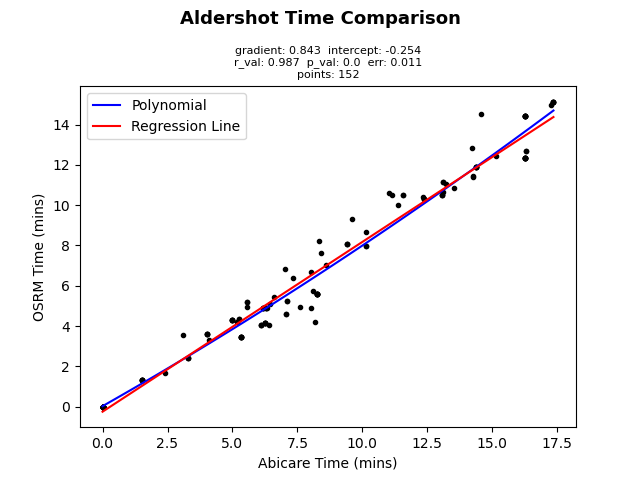 Aldershot Time Comparison
gradient: 0.843 intercept: -0.254
r_val: 0.987 p_val: 0.0 err: 0.011
points: 152
Polynomial
Regression Line
OSRM Time (mins)
14
12
10
8
6
4
2
0
0.0 2.5 5.0 7.5 10.0 12.5 15.0 17.5
Abicare Time (mins)